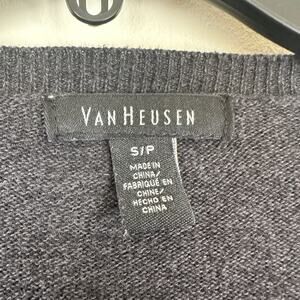 VAN HEUSEN
S/P
MADE IN
CHINA/
FABRIQUÉ EN
CHINE/
HECHO EN
CHINA